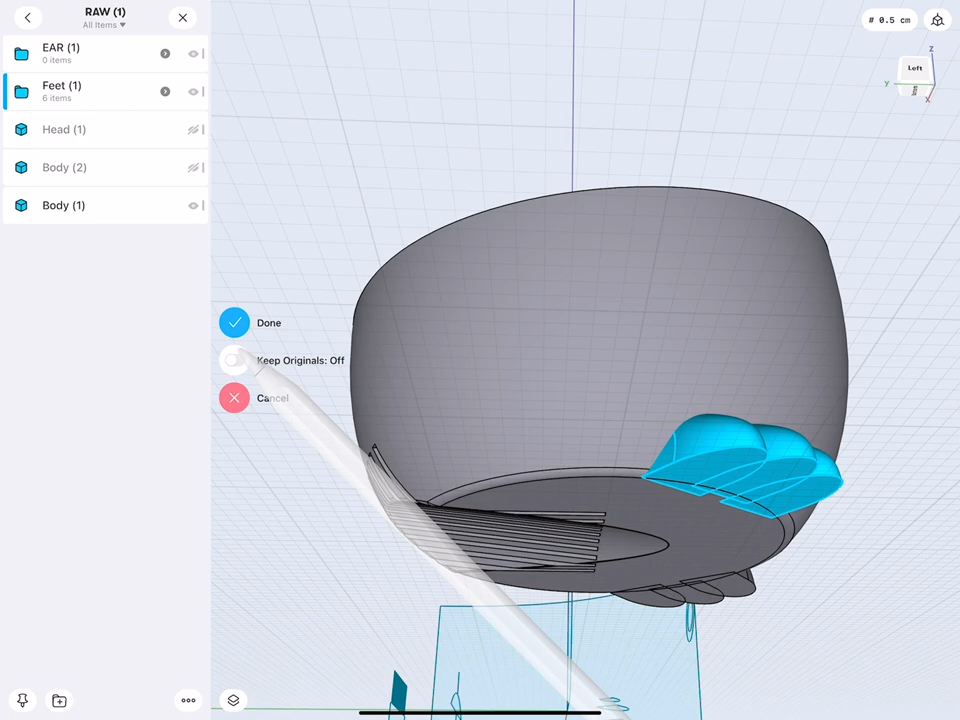 RAW (1)
All Items ▼
EAR (1)
0 items
Feet (1)
6 items
Head (1)
Body (2)
Body (1)
Done
Keep Originals: Off
Cancel
# 0.5 cm
Z
Left
Y
X